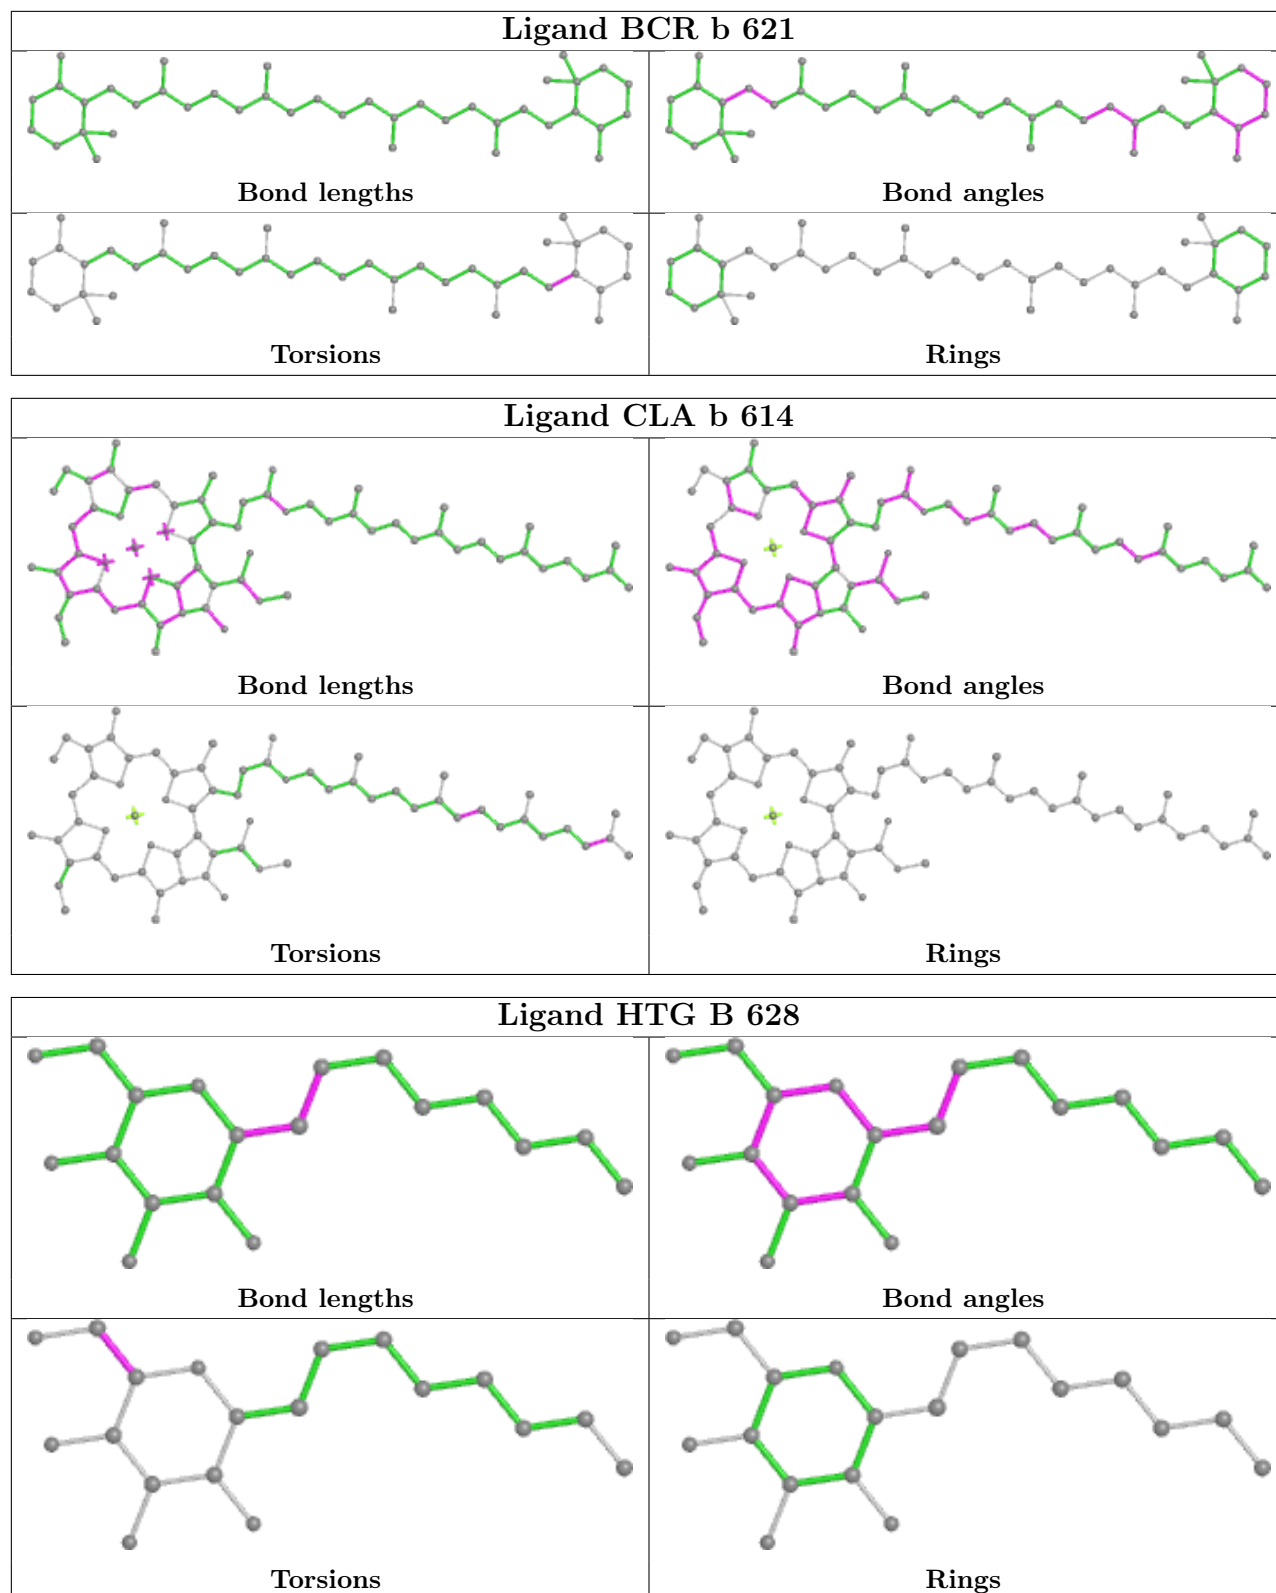 Ligand BCR b 621
Bond lengths
Bond angles
Torsions
Rings
Ligand CLA b 614
Bond lengths
Bond angles
Torsions
Rings
Ligand HTG B 628
Bond lengths
Bond angles
Torsions
Rings